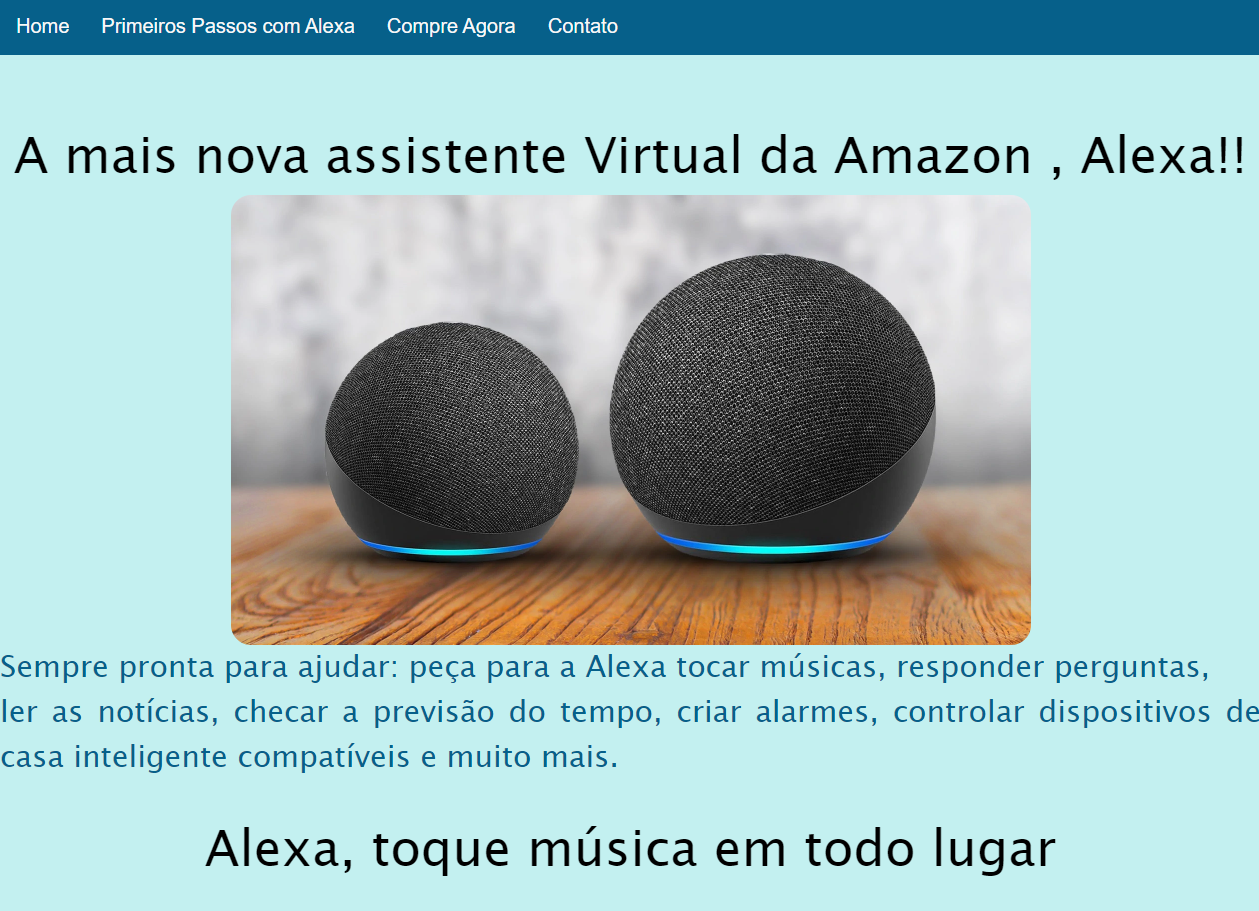 Home Primeiros Passos com Alexa Compre Agora Contato
A mais nova assistente Virtual da Amazon , Alexa!!
Sempre pronta para ajudar: peça para a Alexa tocar músicas, responder perguntas,
ler as notícias, checar a previsão do tempo, criar alarmes, controlar dispositivos de
casa inteligente compatíveis e muito mais.
Alexa, toque música em todo lugar